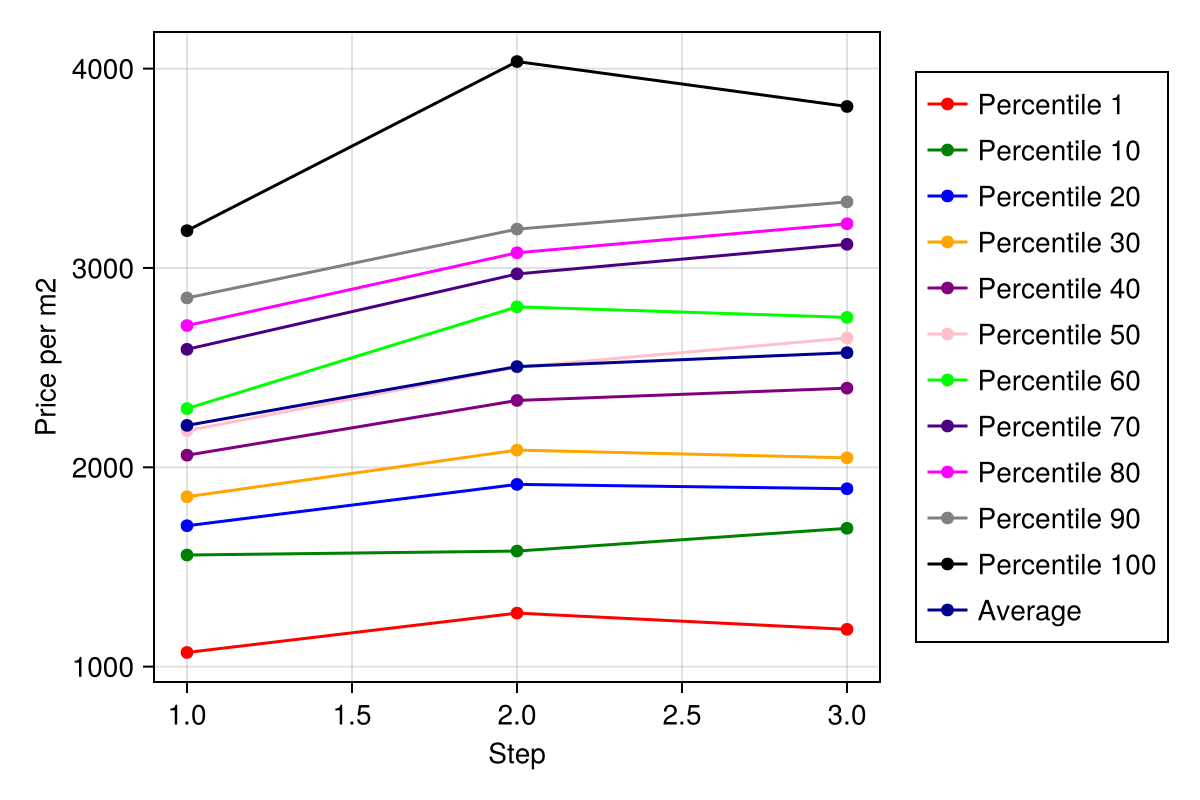 4000
3000
2000
1000
Price per m2
1.0 1.5 2.0 2.5 3.0
Step
Percentile 1
Percentile 10
Percentile 20
Percentile 30
Percentile 40
Percentile 50
Percentile 60
Percentile 70
Percentile 80
Percentile 90
Percentile 100
Average